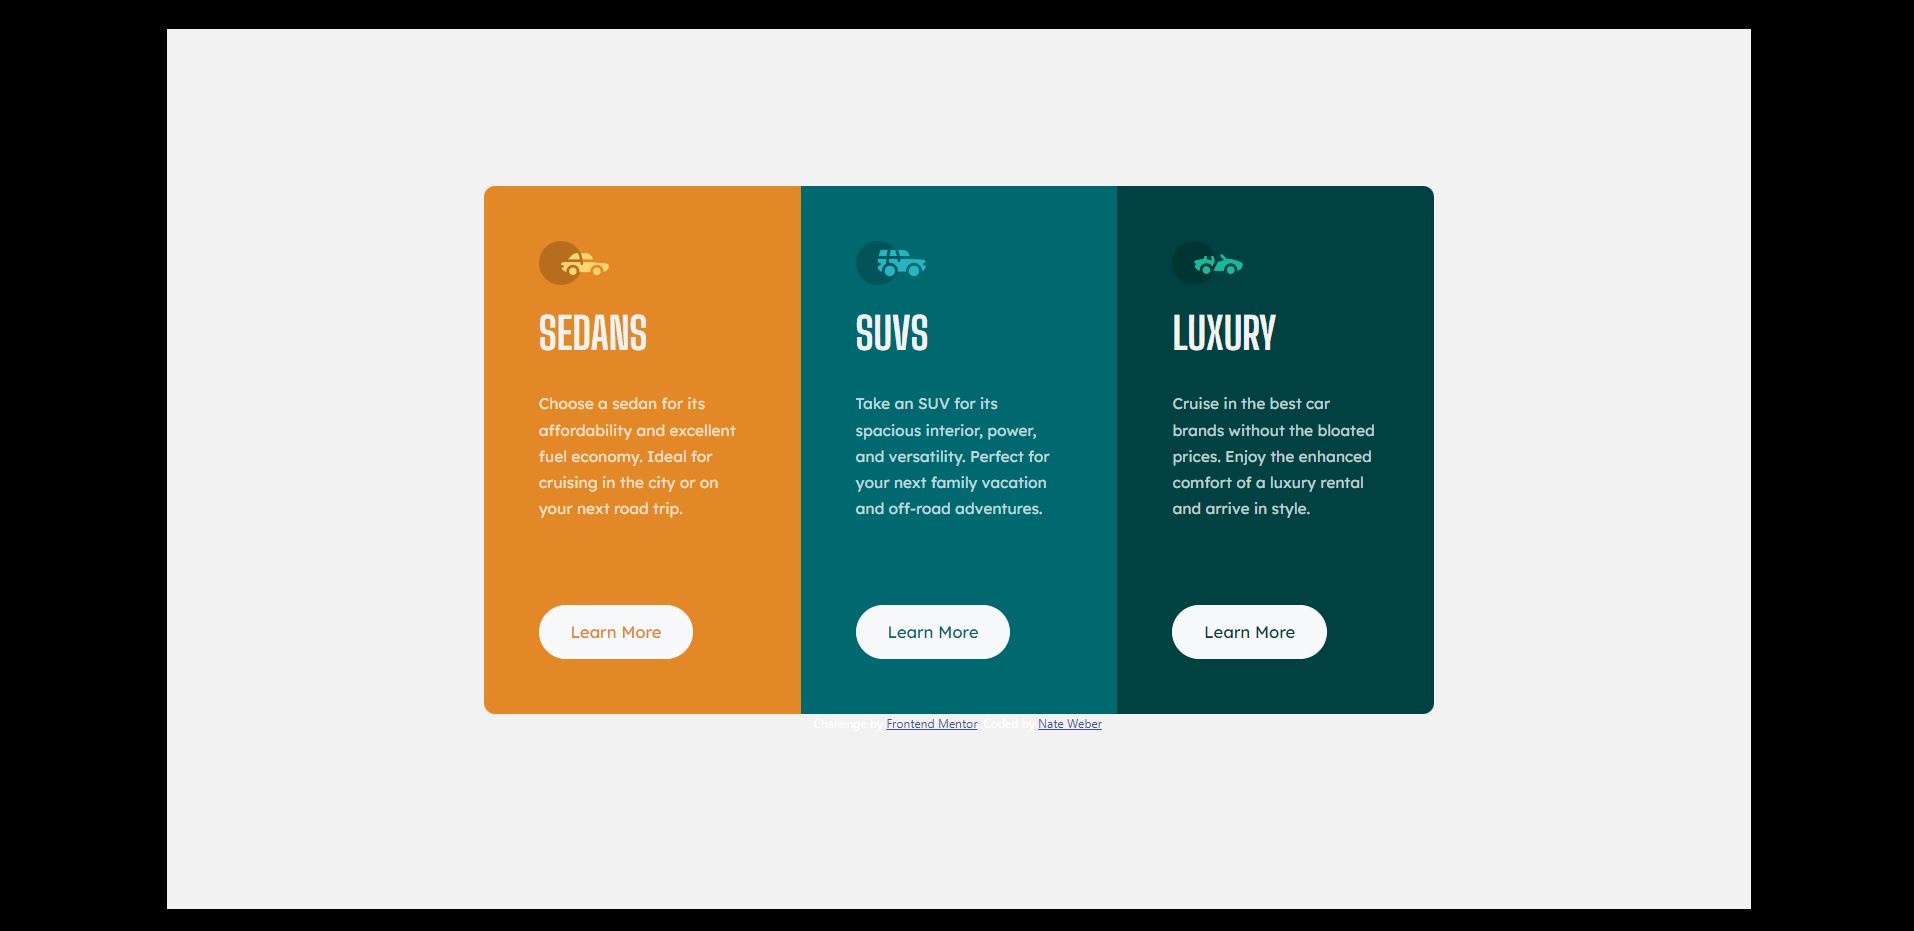 SEDANS
Choose a sedan for its
affordability and excellent
fuel economy. Ideal for
cruising in the city or on
your next road trip.
Learn More
SUVS
Take an SUV for its
spacious interior, power,
and versatility. Perfect for
your next family vacation
and off-road adventures.
Learn More
LUXURY
Cruise in the best car
brands without the bloated
prices. Enjoy the enhanced
comfort of a luxury rental
and arrive in style.
Learn More
Challenge by Frontend Mentor. Coded by Nate Weber.